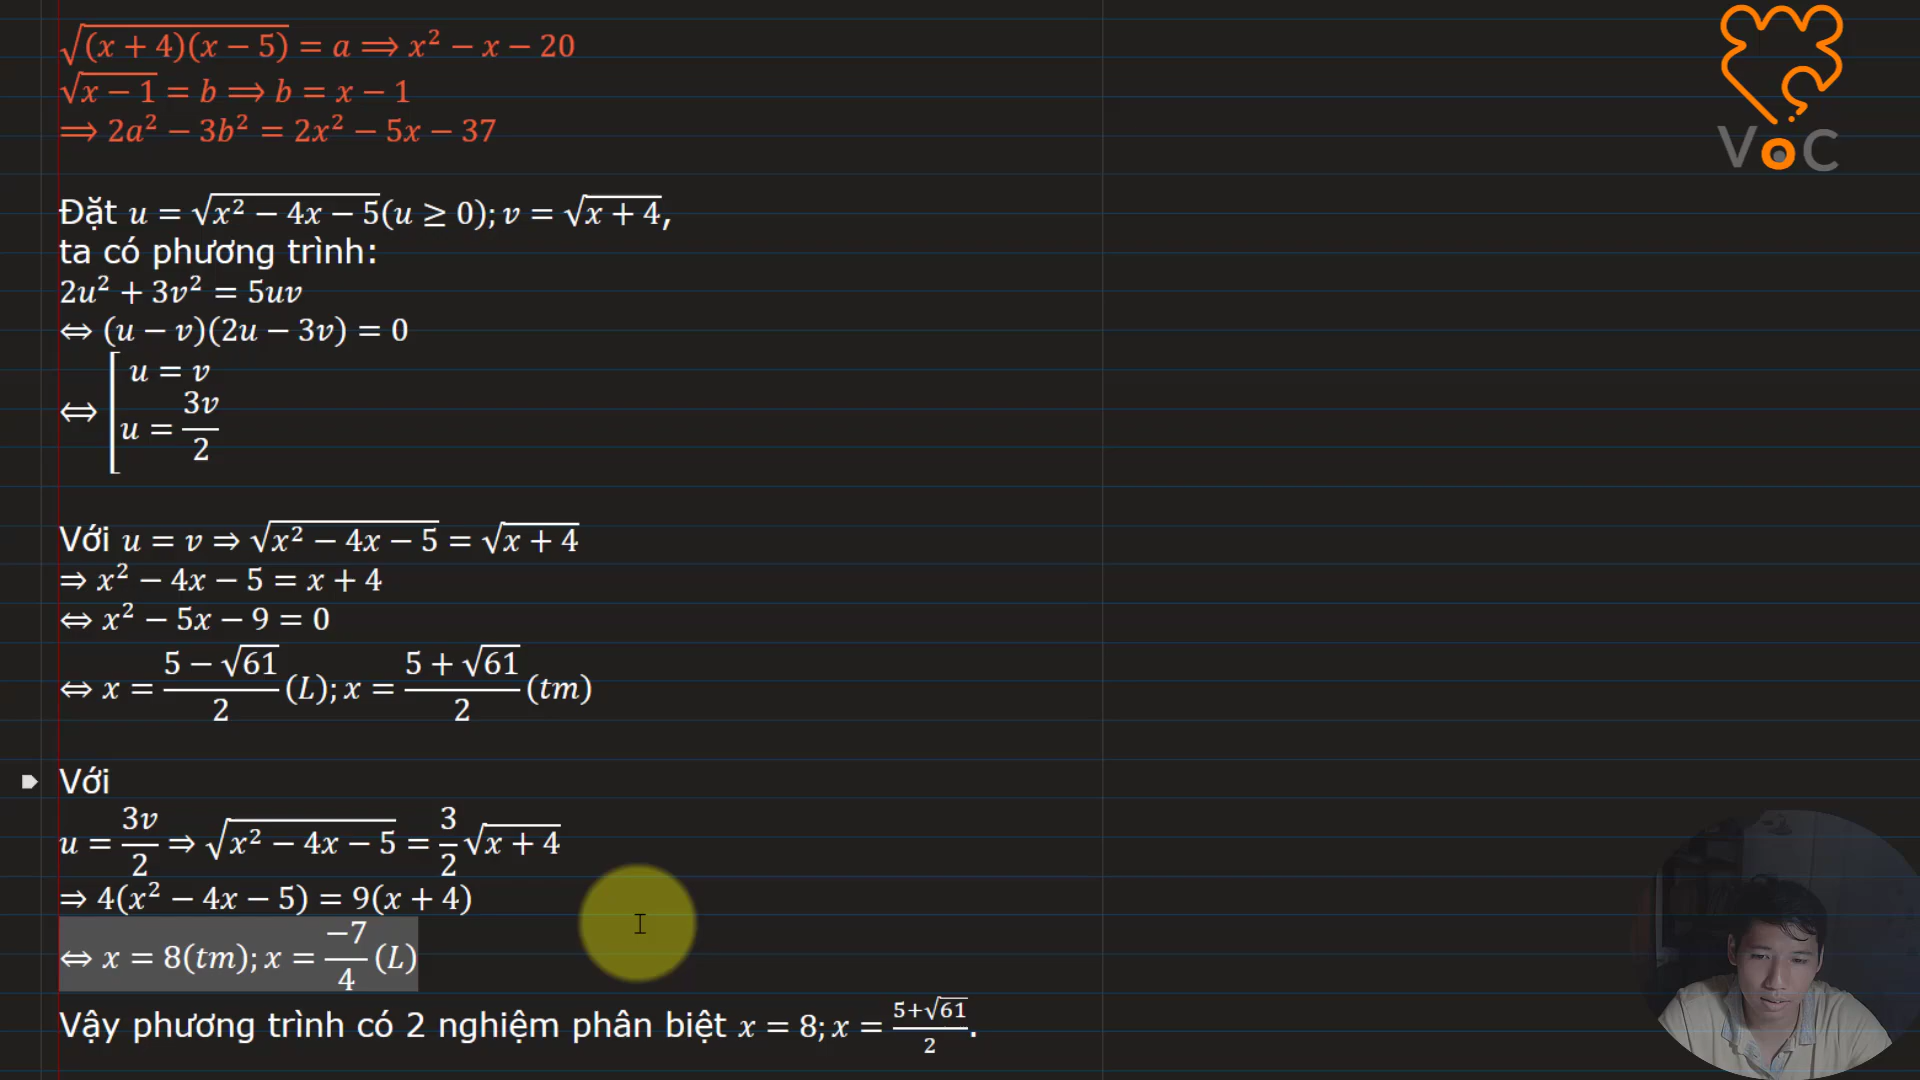 √(x + 4)(x − 5) = a ⟹ x² − x − 20
√x − 1 = b ⟹ b = x − 1
⟹ 2a² − 3b² = 2x² − 5x − 37
Đặt u = √x² − 4x − 5(u ≥ 0); v = √x + 4,
ta có phương trình:
2u² + 3v² = 5uv
⇔ (u − v)(2u − 3v) = 0
⇔ [ u = v
u = 3v/2
Với u = v ⇒ √x² − 4x − 5 = √x + 4
⇒ x² − 4x − 5 = x + 4
⇔ x² − 5x − 9 = 0
⇔ x = (5 − √61)/2 (L); x = (5 + √61)/2 (tm)
Với
u = 3v/2 ⇒ √x² − 4x − 5 = 3/2 √x + 4
⇒ 4(x² − 4x − 5) = 9(x + 4)
⇔ x = 8(tm); x = −7/4 (L)
Vậy phương trình có 2 nghiệm phân biệt x = 8; x = (5+√61)/2.
VoC